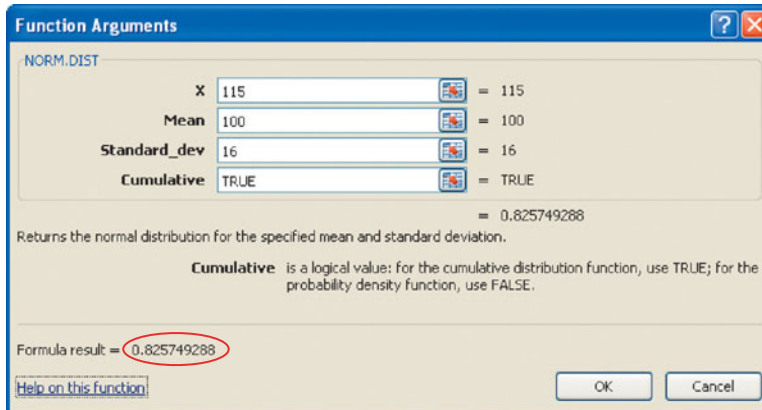 Function Arguments
NORM.DIST
X 115 = 115
Mean 100 = 100
Standard_dev 16 = 16
Cumulative TRUE = TRUE
= 0.825749288
Returns the normal distribution for the specified mean and standard deviation.
Cumulative is a logical value: for the cumulative distribution function, use TRUE; for the
probability density function, use FALSE.
Formula result = 0.825749288
Help on this function
OK
Cancel